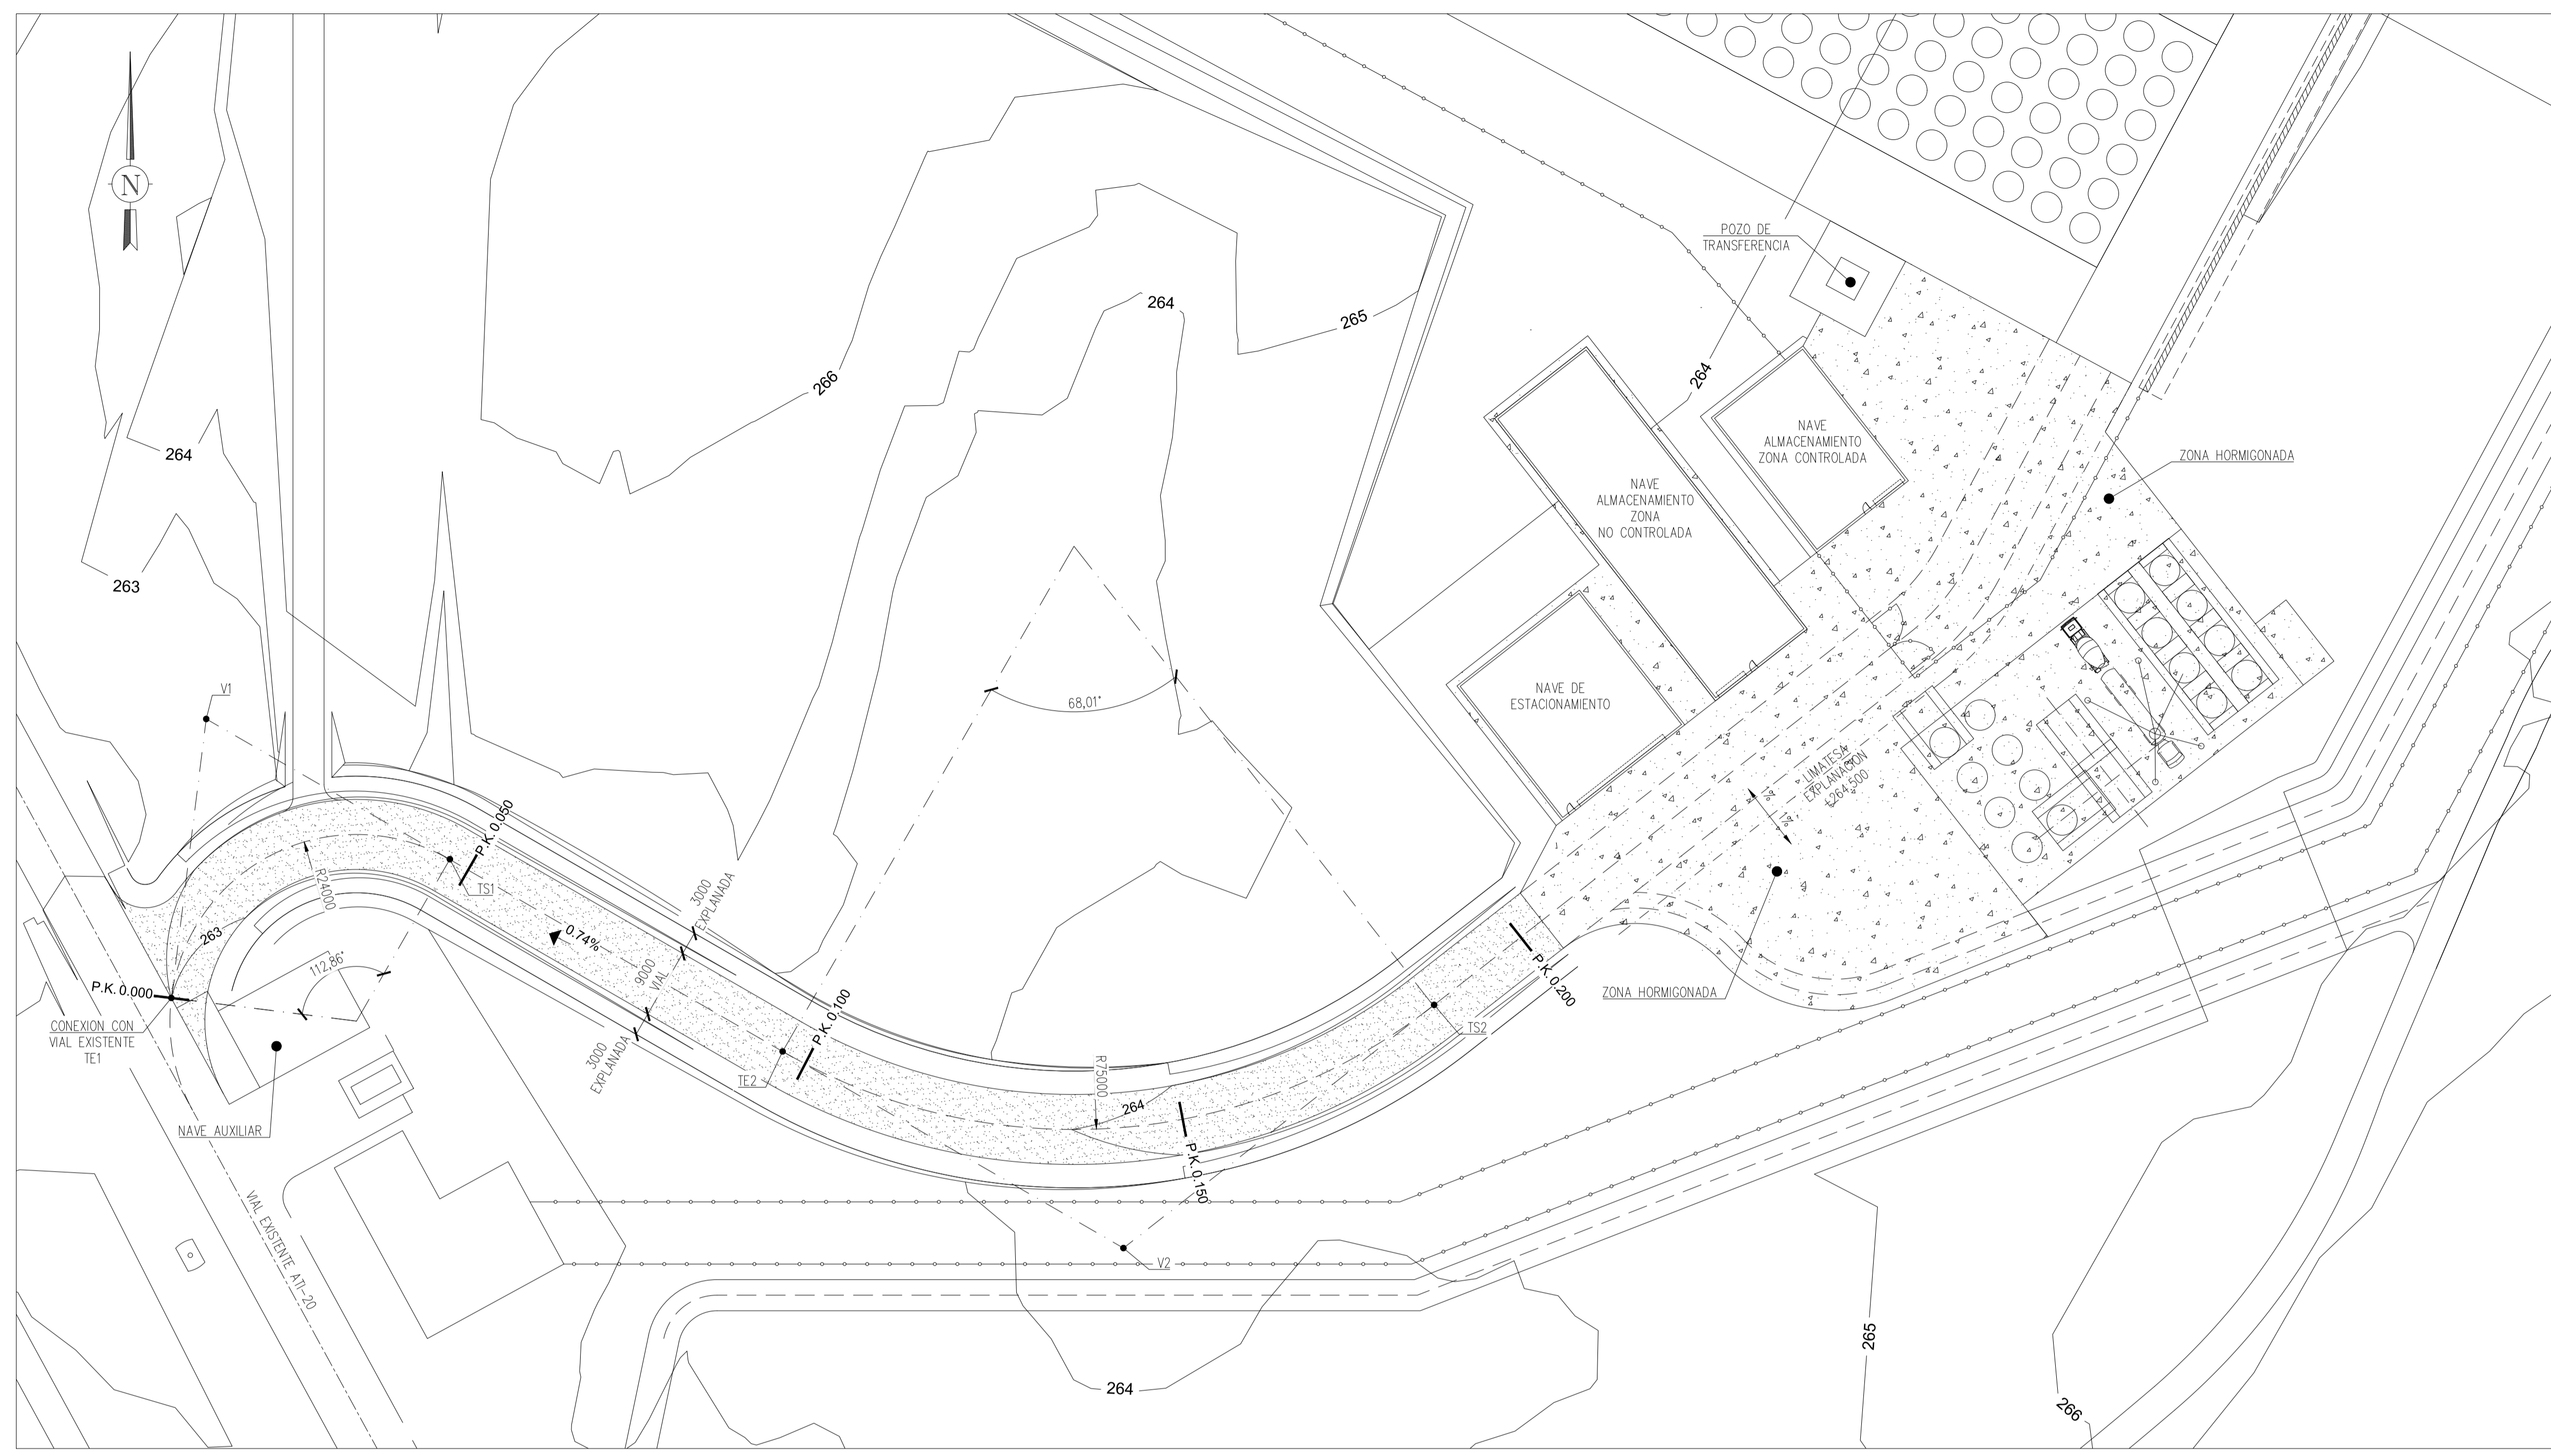 N
POZO DE
TRANSFERENCIA
264
265
266
264
NAVE
ALMACENAMIENTO
ZONA CONTROLADA
ZONA HORMIGONADA
264
NAVE
ALMACENAMIENTO
ZONA
NO CONTROLADA
263
V1
68,01°
NAVE DE
ESTACIONAMIENTO
LIMATESA
EXPLANACION
264,500
1%
1%
P.K. 0.050
TS1
R24000
3000
EXPLANADA
0.74%
263
112,86°
9000
VIAL
P.K. 0.000
CONEXION CON
VIAL EXISTENTE
TE1
3000
EXPLANADA
P.K. 0.100
TE2
R75000
264
P.K. 0.150
P.K. 0.200
TS2
ZONA HORMIGONADA
NAVE AUXILIAR
VIAL EXISTENTE ATI-20
V2
264
265
266